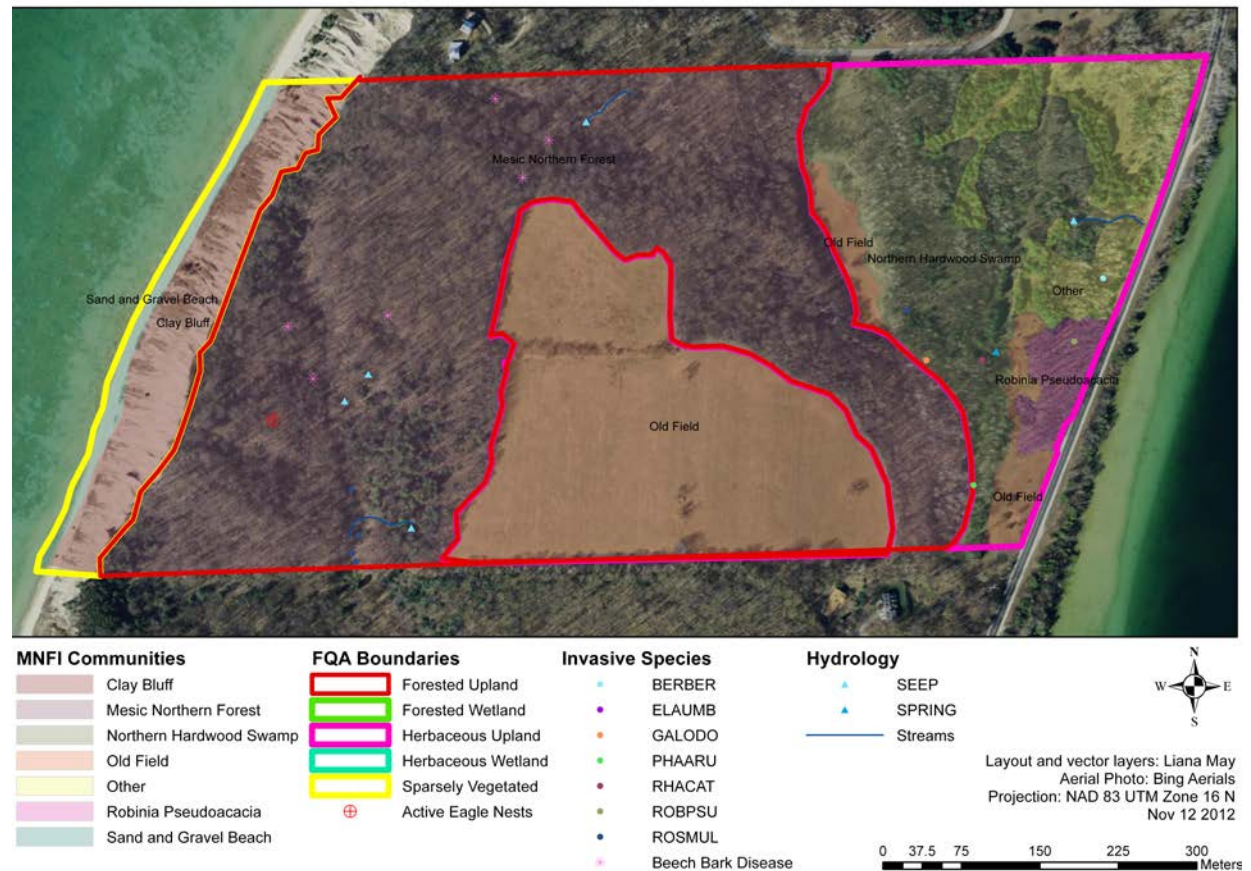 Mesic Northern Forest
Old Field
Northern Hardwood Swamp
Sand and Gravel Beach
Other
Clay Bluff
Robinia Pseudoacacia
Old Field
Old Field
MNFI Communities
Clay Bluff
Mesic Northern Forest
Northern Hardwood Swamp
Old Field
Other
Robinia Pseudoacacia
Sand and Gravel Beach
FQA Boundaries
Forested Upland
Forested Wetland
Herbaceous Upland
Herbaceous Wetland
Sparsely Vegetated
Active Eagle Nests
Invasive Species
BERBER
ELAUMB
GALODO
PHAARU
RHACAT
ROBPSU
ROSMUL
Beech Bark Disease
Hydrology
SEEP
SPRING
Streams
N
W E
S
Layout and vector layers: Liana May
Aerial Photo: Bing Aerials
Projection: NAD 83 UTM Zone 16 N
Nov 12 2012
0 37.5 75 150 225 300
Meters